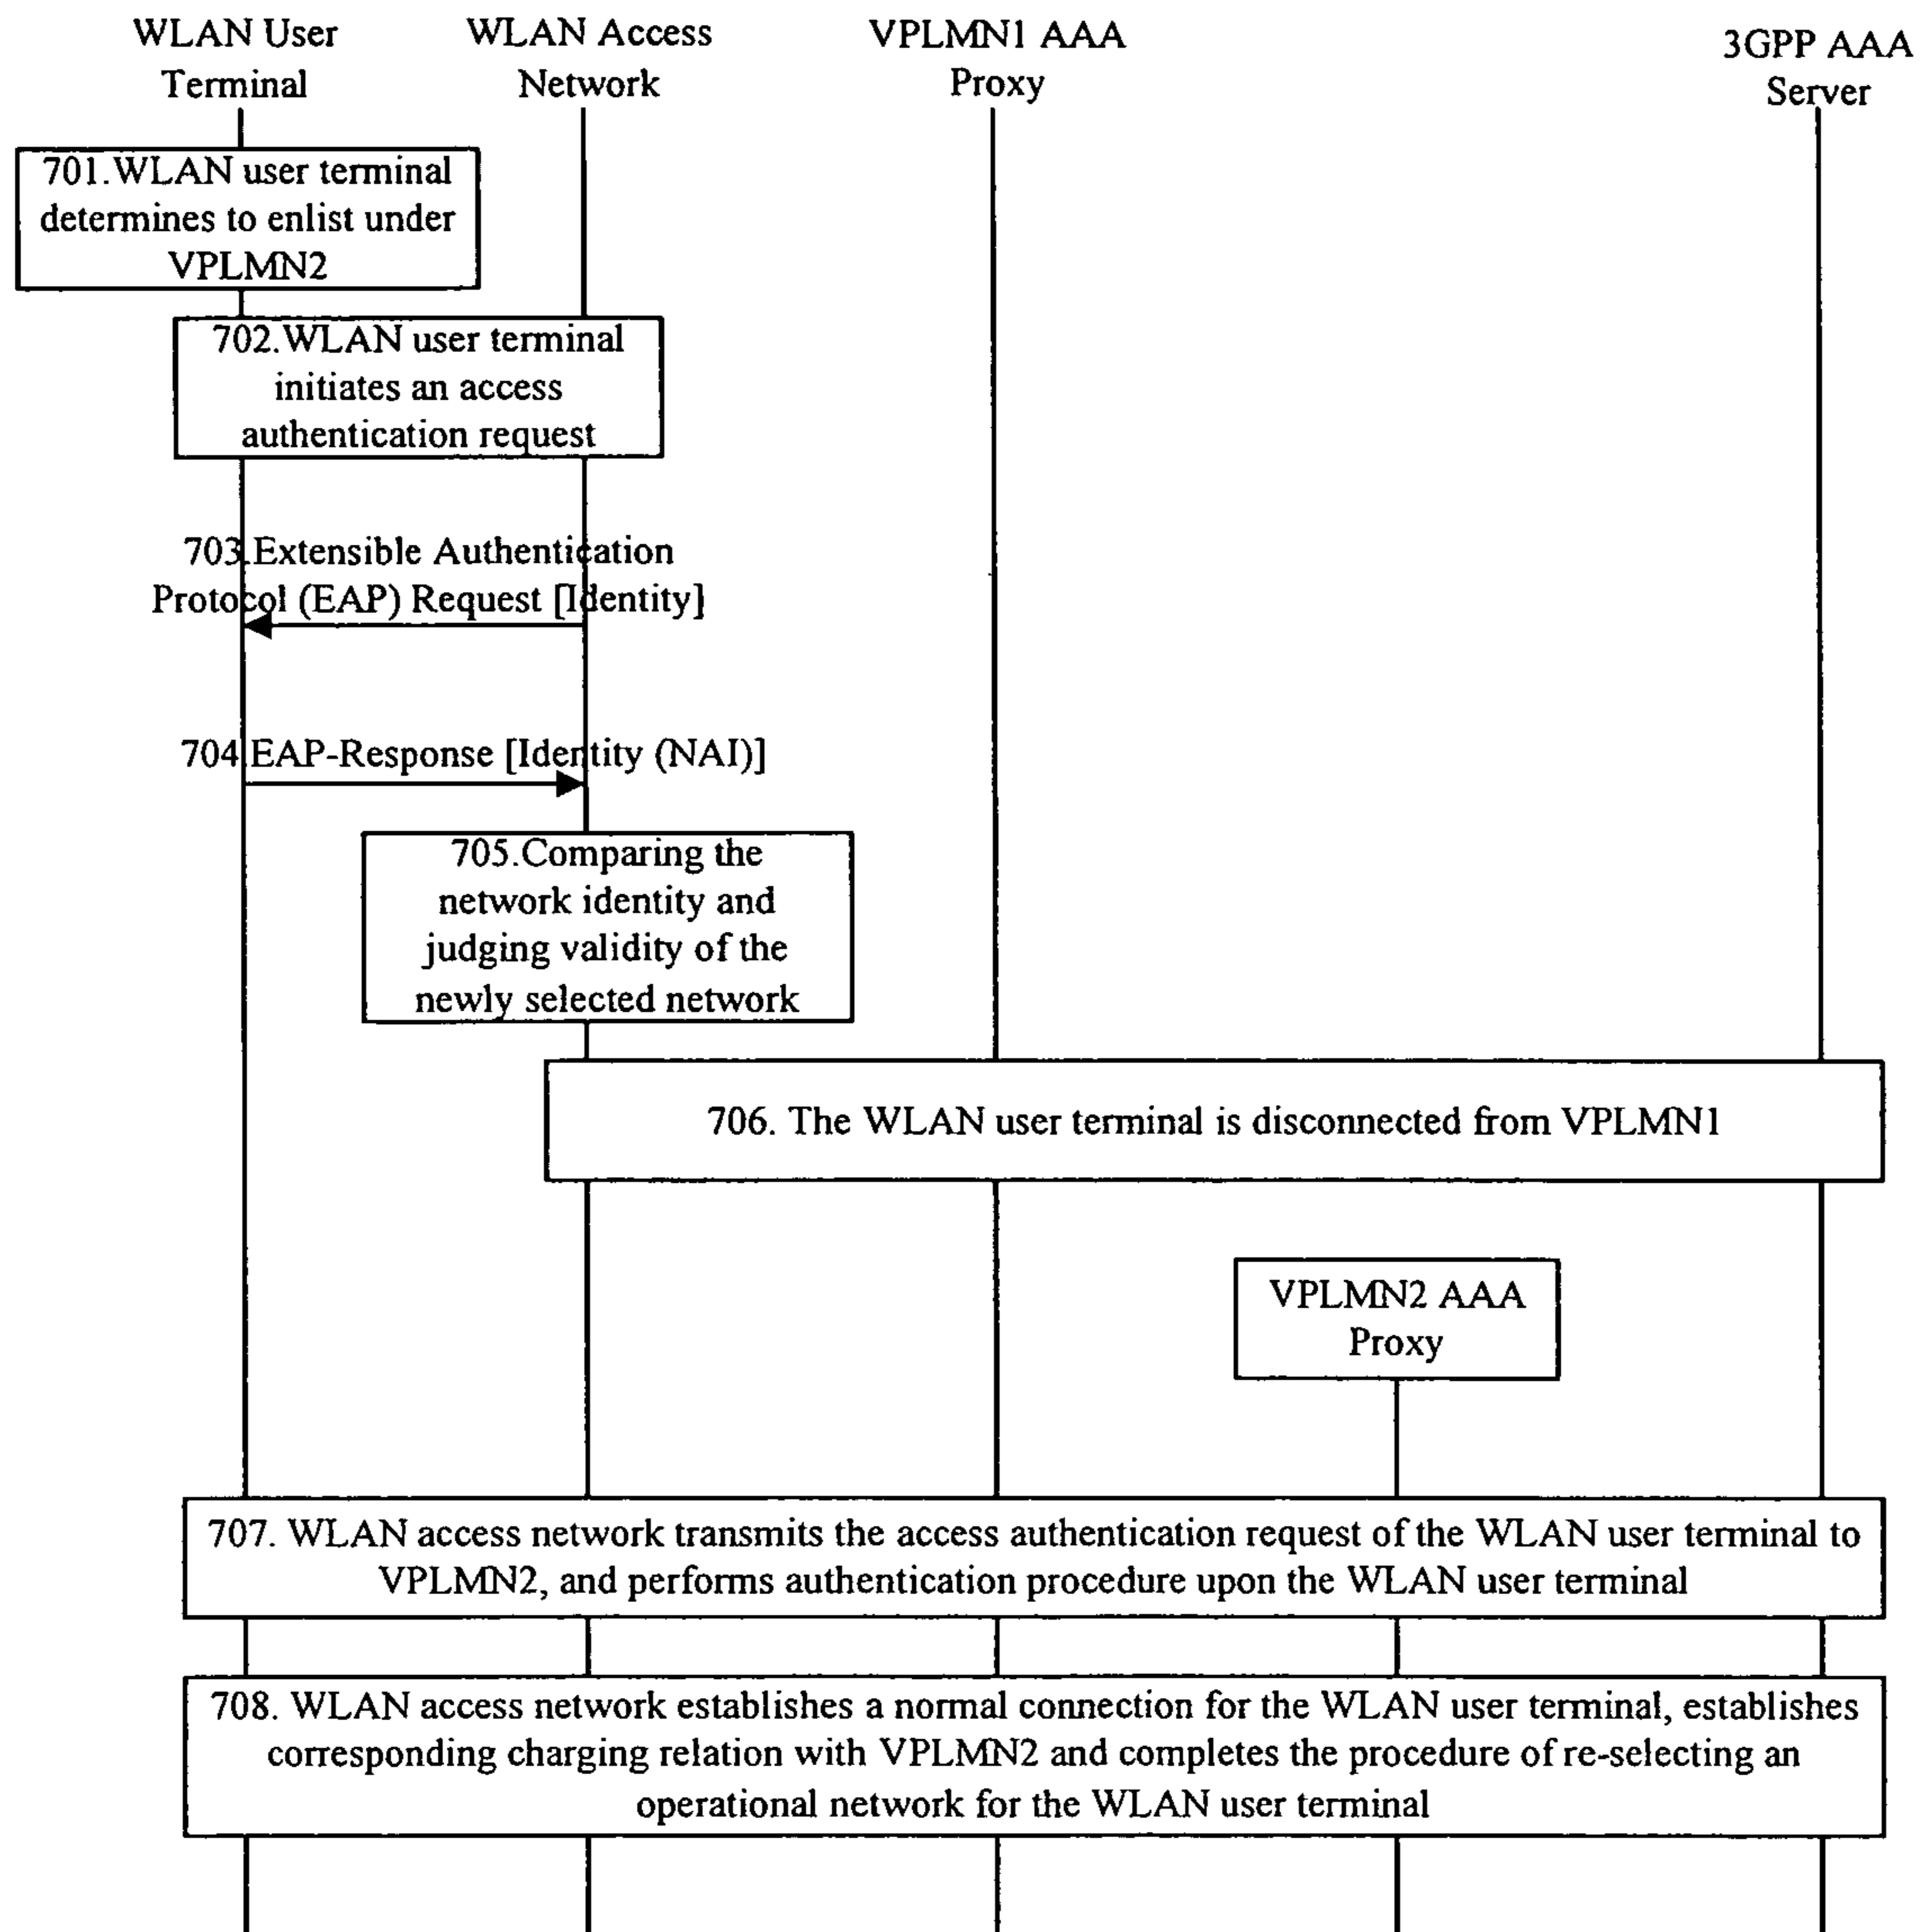 WLAN User
Terminal
WLAN Access
Network
VPLMN1 AAA
Proxy
3GPP AAA
Server
701.WLAN user terminal
determines to enlist under
VPLMN2
702.WLAN user terminal
initiates an access
authentication request
703.Extensible Authentication
Protocol (EAP) Request [Identity]
704.EAP-Response [Identity (NAI)]
705.Comparing the
network identity and
judging validity of the
newly selected network
706. The WLAN user terminal is disconnected from VPLMN1
VPLMN2 AAA
Proxy
707. WLAN access network transmits the access authentication request of the WLAN user terminal to
VPLMN2, and performs authentication procedure upon the WLAN user terminal
708. WLAN access network establishes a normal connection for the WLAN user terminal, establishes
corresponding charging relation with VPLMN2 and completes the procedure of re-selecting an
operational network for the WLAN user terminal